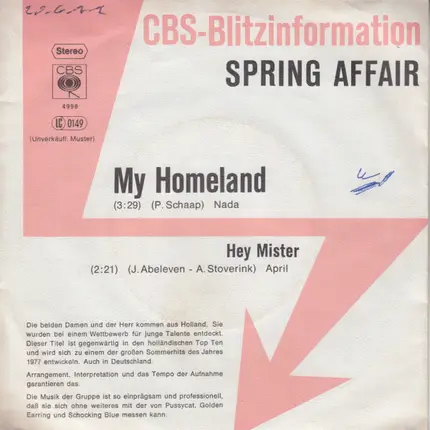 CBS-Blitzinformation
SPRING AFFAIR
Stereo
CBS
4998
LC 0149
(Unverkäufl. Muster)
My Homeland
(3:29) (P. Schaap) Nada
Hey Mister
(2:21) (J. Abeleven - A. Stoverink) April
Die beiden Damen und der Herr kommen aus Holland. Sie
wurden bei einem Wettbewerb für junge Talente entdeckt.
Dieser Titel ist gegenwärtig in den holländischen Top Ten
und wird sich zu einem der großen Sommerhits des Jahres
1977 entwickeln. Auch in Deutschland.
Arrangement, Interpretation und das Tempo der Aufnahme
garantieren das.
Die Musik der Gruppe ist so einprägsam und professionell,
daß sie sich ohne weiteres mit der von Pussycat, Golden
Earring und Schocking Blue messen kann.